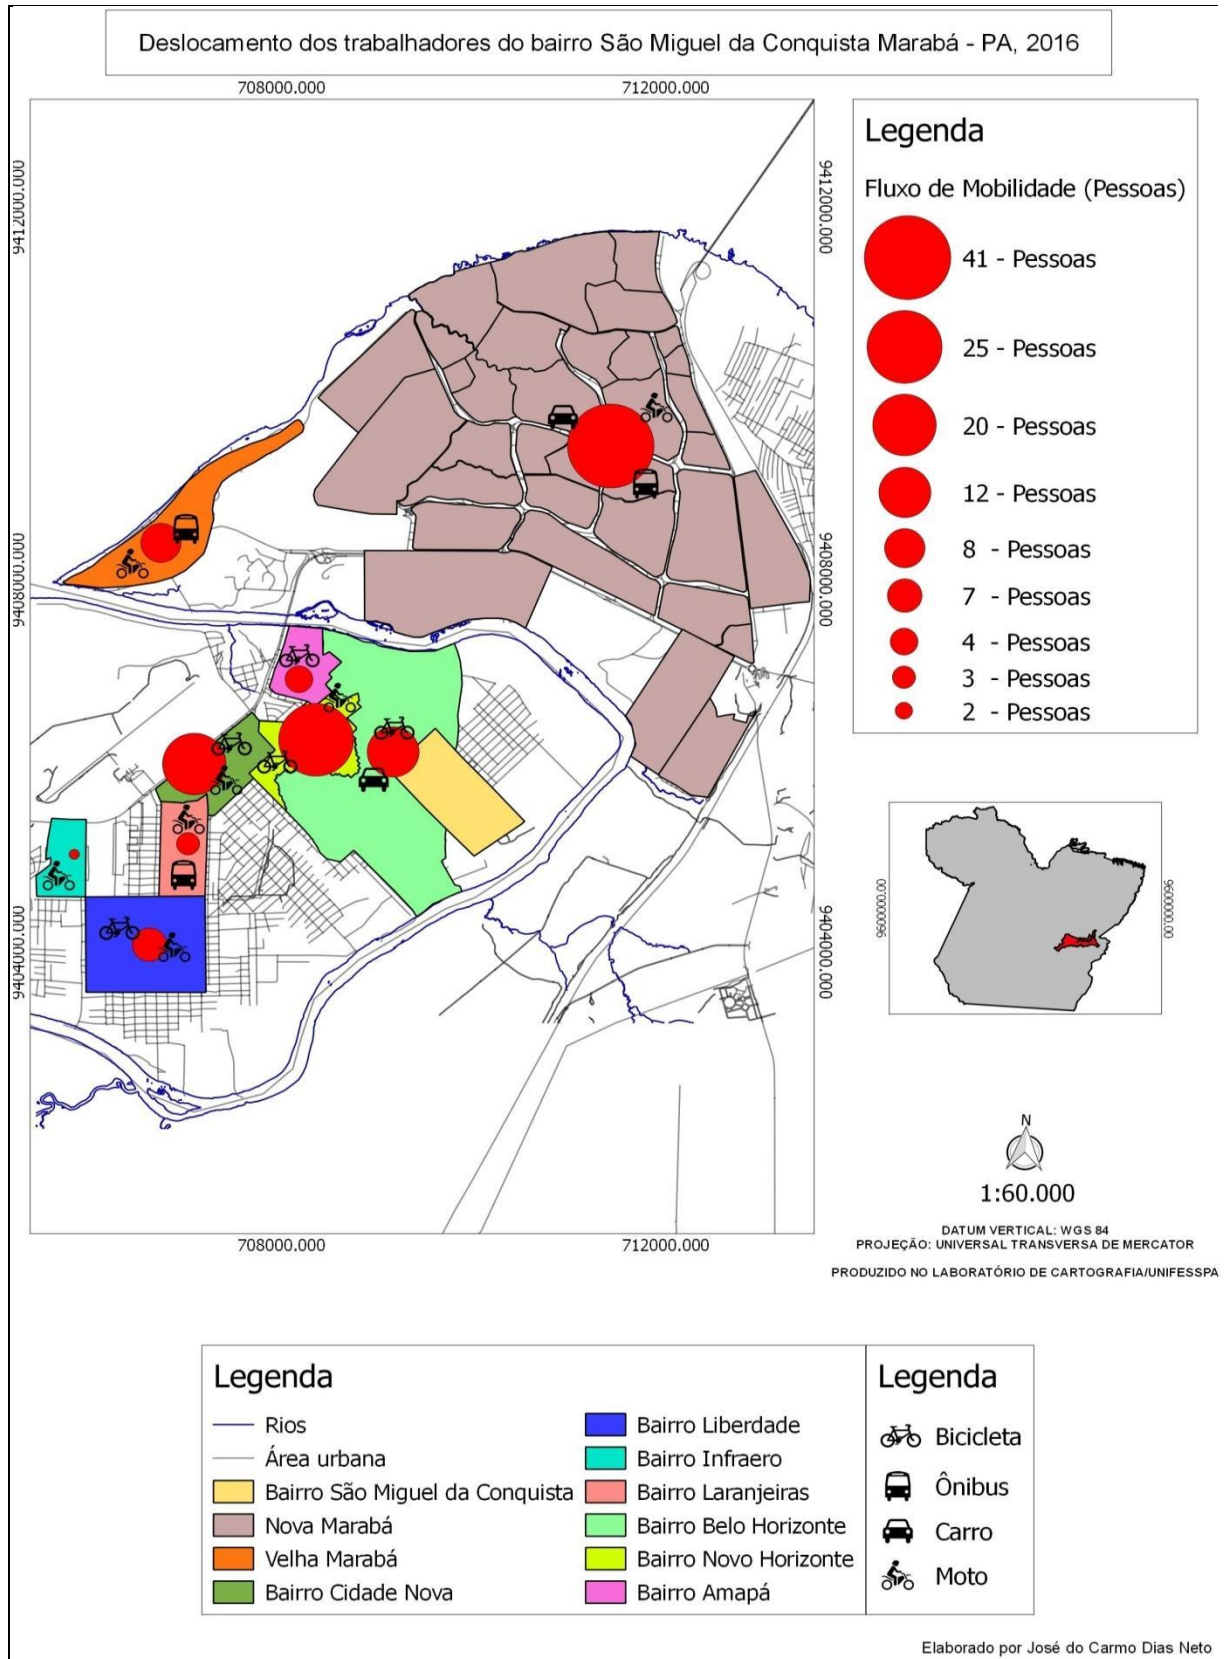 Deslocamento dos trabalhadores do bairro São Miguel da Conquista Marabá - PA, 2016
708000.000
712000.000
9412000.000
9412000.000
9408000.000
9408000.000
9404000.000
9404000.000
708000.000
712000.000
Legenda
Fluxo de Mobilidade (Pessoas)
41 - Pessoas
25 - Pessoas
20 - Pessoas
12 - Pessoas
8 - Pessoas
7 - Pessoas
4 - Pessoas
3 - Pessoas
2 - Pessoas
9600000.00
9600000.00
N
1:60.000
DATUM VERTICAL: WGS 84
PROJEÇÃO: UNIVERSAL TRANSVERSA DE MERCATOR
PRODUZIDO NO LABORATÓRIO DE CARTOGRAFIA/UNIFESSPA
Legenda
Rios
Área urbana
Bairro São Miguel da Conquista
Nova Marabá
Velha Marabá
Bairro Cidade Nova
Bairro Liberdade
Bairro Infraero
Bairro Laranjeiras
Bairro Belo Horizonte
Bairro Novo Horizonte
Bairro Amapá
Legenda
Bicicleta
Ônibus
Carro
Moto
Elaborado por José do Carmo Dias Neto